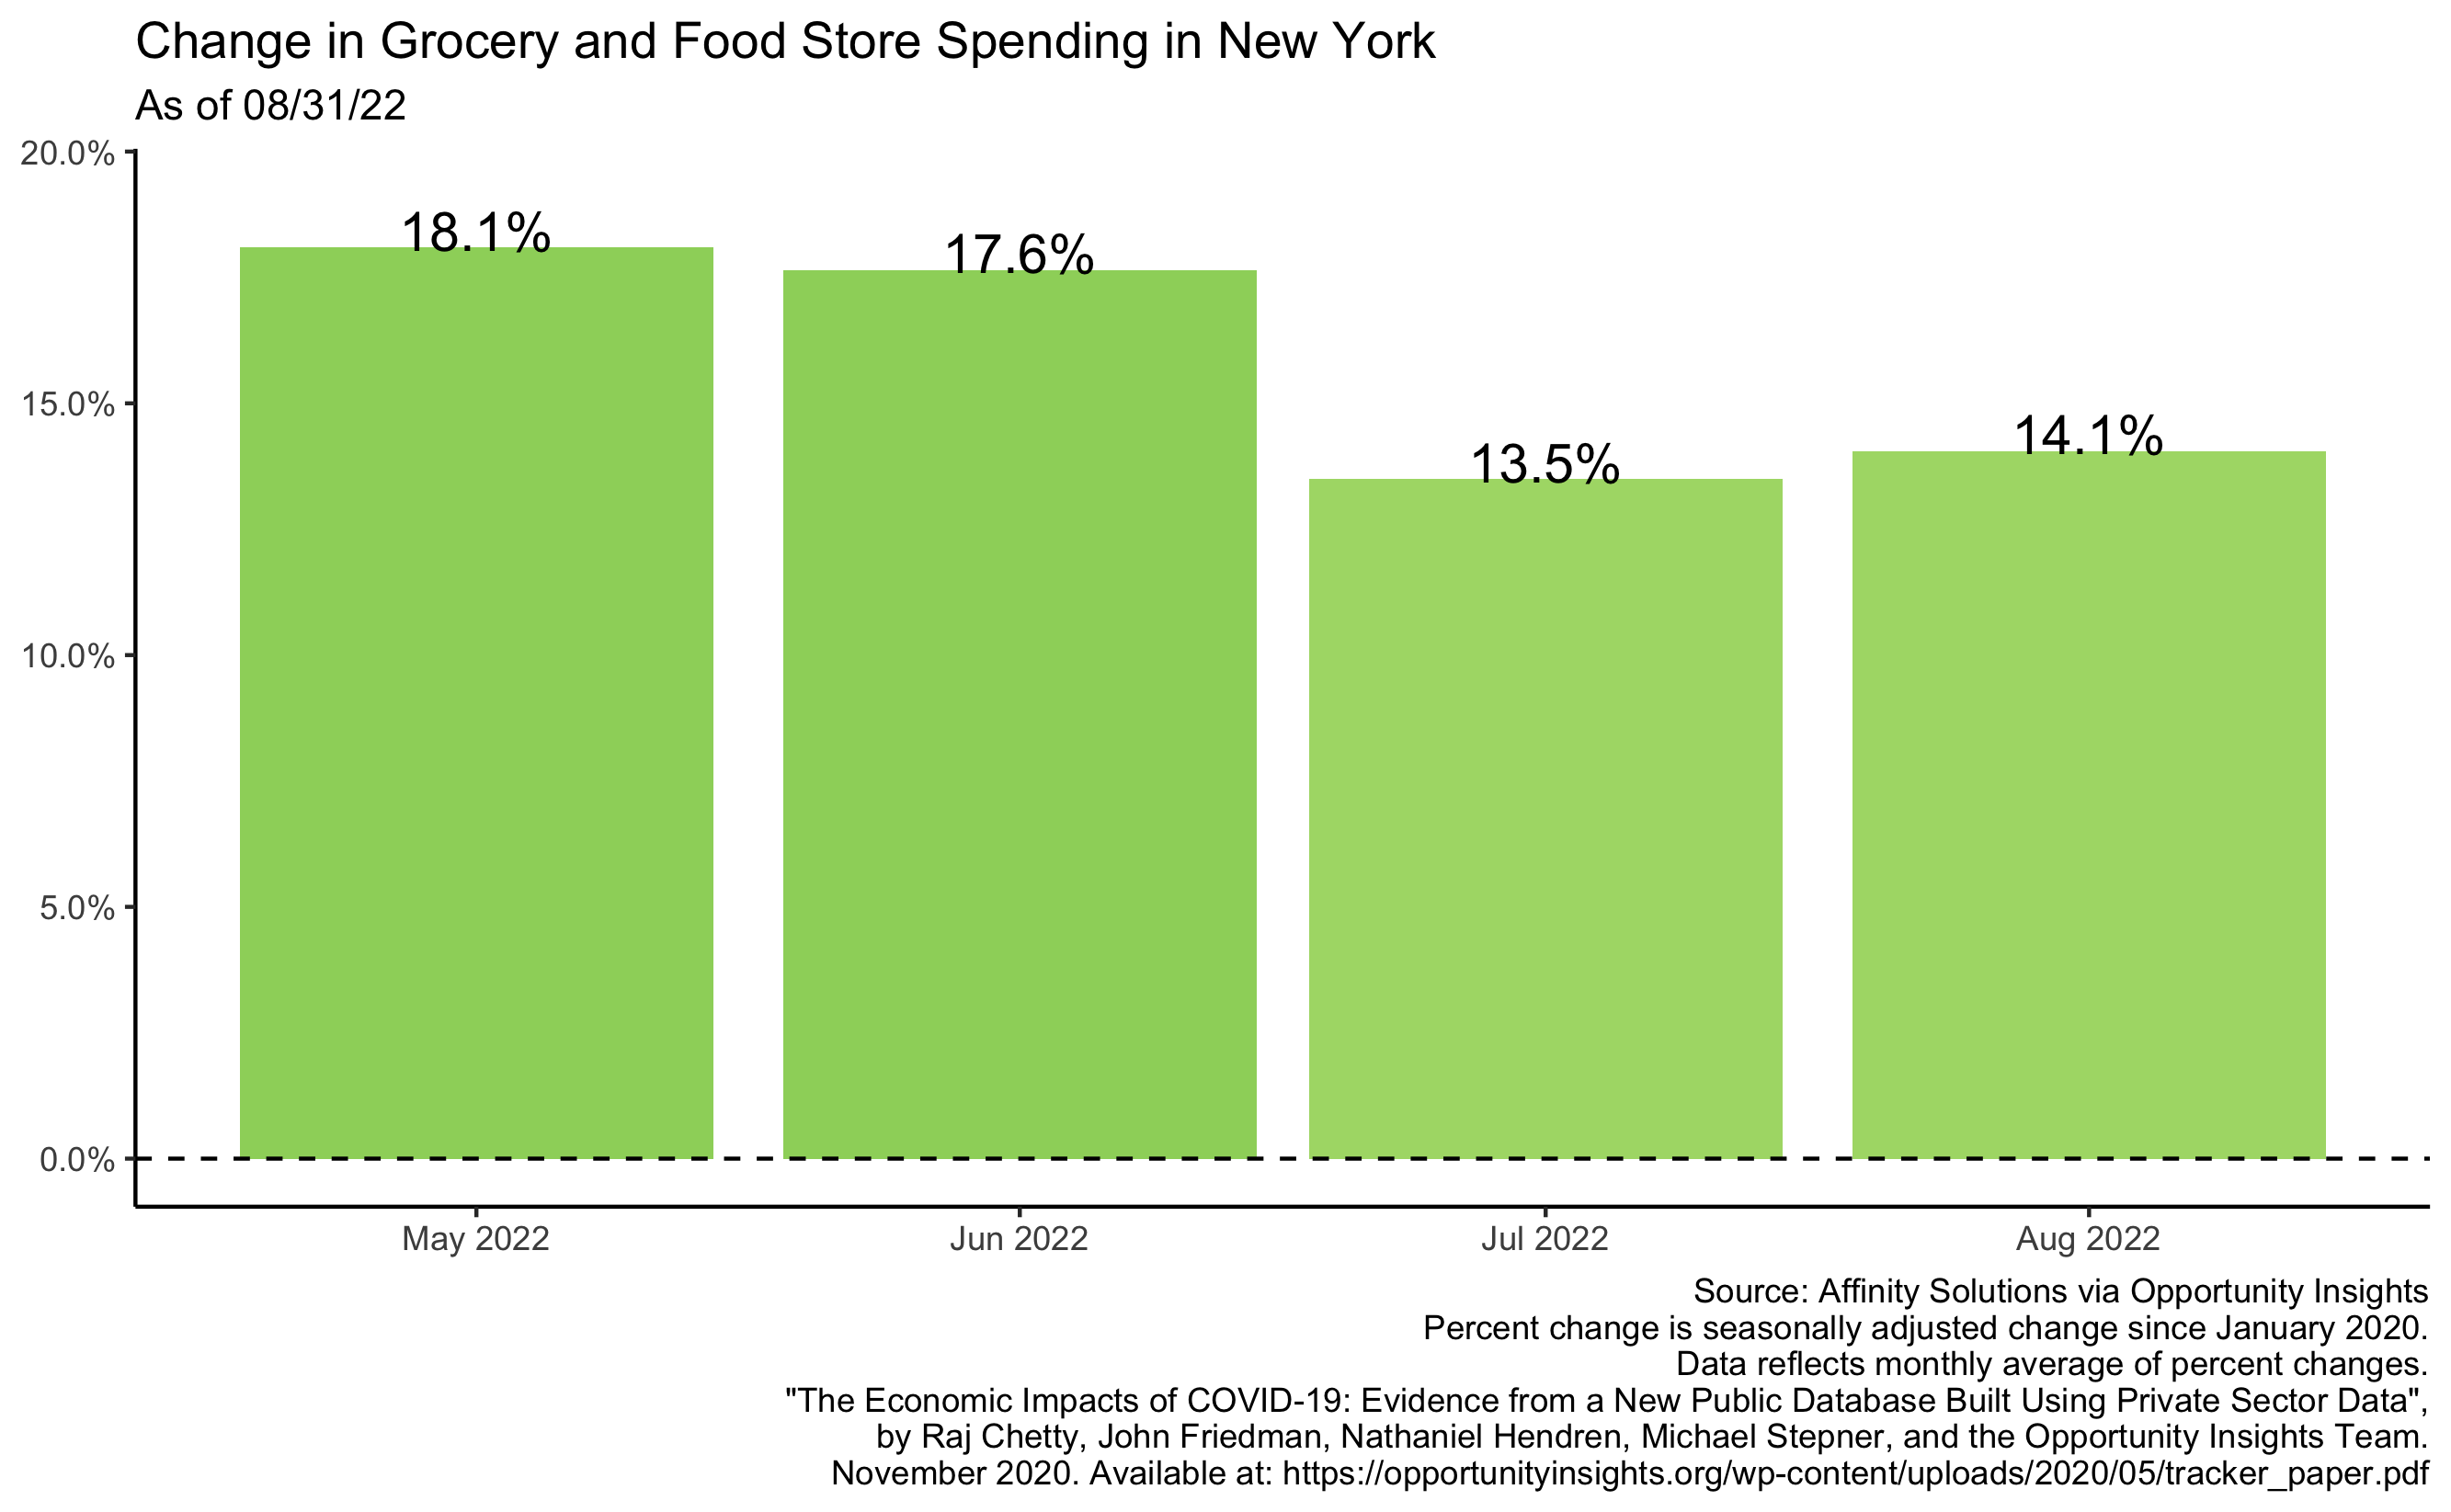 Change in Grocery and Food Store Spending in New York
As of 08/31/22
20.0%
15.0%
10.0%
5.0%
0.0%
18.1%
17.6%
13.5%
14.1%
May 2022
Jun 2022
Jul 2022
Aug 2022
Source: Affinity Solutions via Opportunity Insights
Percent change is seasonally adjusted change since January 2020.
Data reflects monthly average of percent changes.
"The Economic Impacts of COVID-19: Evidence from a New Public Database Built Using Private Sector Data",
by Raj Chetty, John Friedman, Nathaniel Hendren, Michael Stepner, and the Opportunity Insights Team.
November 2020. Available at: https://opportunityinsights.org/wp-content/uploads/2020/05/tracker_paper.pdf